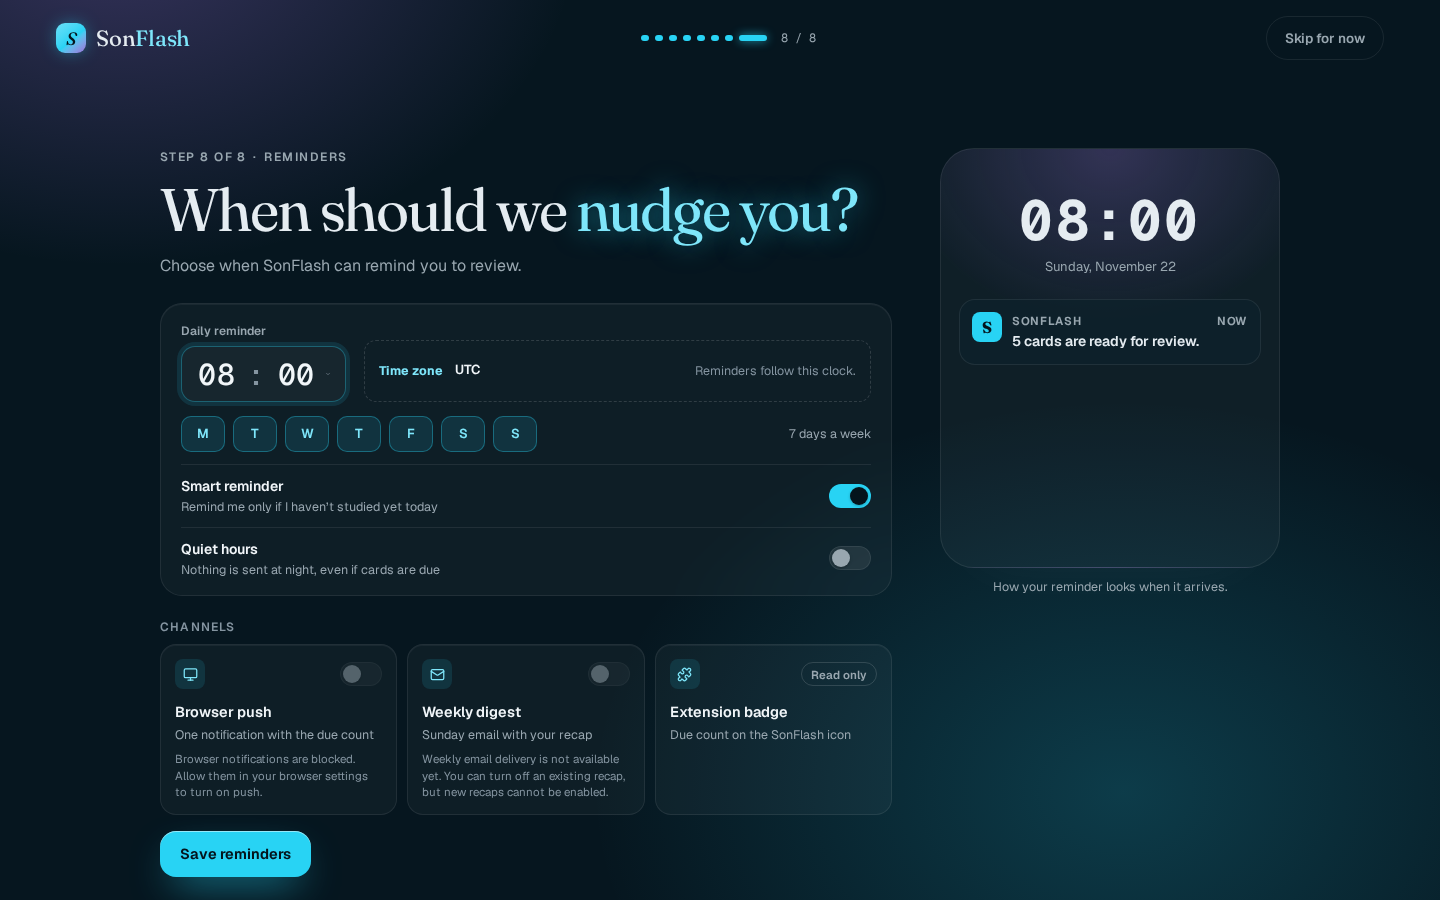 S SonFlash
8 / 8
Skip for now
STEP 8 OF 8 · REMINDERS
When should we nudge you?
Choose when SonFlash can remind you to review.
Daily reminder
08 : 00 -
Time zone UTC Reminders follow this clock.
M T W T F S S 7 days a week
Smart reminder
Remind me only if I haven't studied yet today
Quiet hours
Nothing is sent at night, even if cards are due
CHANNELS
Browser push
One notification with the due count
Browser notifications are blocked.
Allow them in your browser settings
to turn on push.
Weekly digest
Sunday email with your recap
Weekly email delivery is not available
yet. You can turn off an existing recap,
but new recaps cannot be enabled.
Read only
Extension badge
Due count on the SonFlash icon
Save reminders
08:00
Sunday, November 22
S SONFLASH NOW
5 cards are ready for review.
How your reminder looks when it arrives.